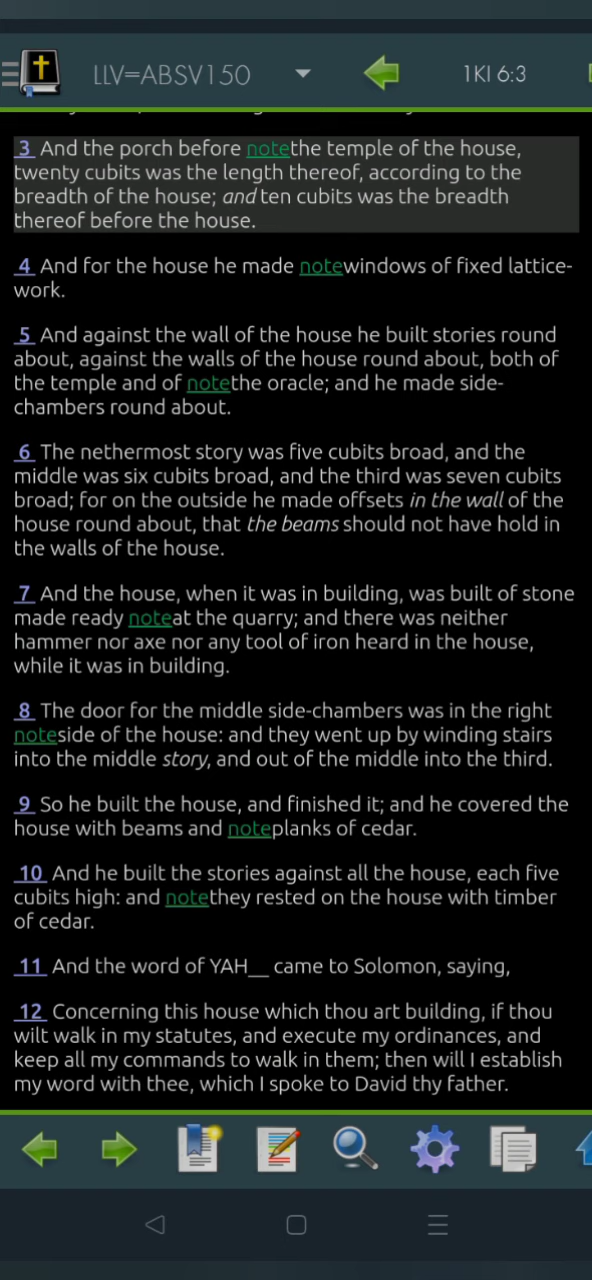 LLV=ABSV150
1KI 6:3
3 And the porch before notethe temple of the house,
twenty cubits was the length thereof, according to the
breadth of the house; and ten cubits was the breadth
thereof before the house.
4 And for the house he made notewindows of fixed lattice-
work.
5 And against the wall of the house he built stories round
about, against the walls of the house round about, both of
the temple and of notethe oracle; and he made side-
chambers round about.
6 The nethermost story was five cubits broad, and the
middle was six cubits broad, and the third was seven cubits
broad; for on the outside he made offsets in the wall of the
house round about, that the beams should not have hold in
the walls of the house.
7 And the house, when it was in building, was built of stone
made ready noteat the quarry; and there was neither
hammer nor axe nor any tool of iron heard in the house,
while it was in building.
8 The door for the middle side-chambers was in the right
noteside of the house: and they went up by winding stairs
into the middle story, and out of the middle into the third.
9 So he built the house, and finished it; and he covered the
house with beams and noteplanks of cedar.
10 And he built the stories against all the house, each five
cubits high: and notethey rested on the house with timber
of cedar.
11 And the word of YAH__ came to Solomon, saying,
12 Concerning this house which thou art building, if thou
wilt walk in my statutes, and execute my ordinances, and
keep all my commands to walk in them; then will I establish
my word with thee, which I spoke to David thy father.